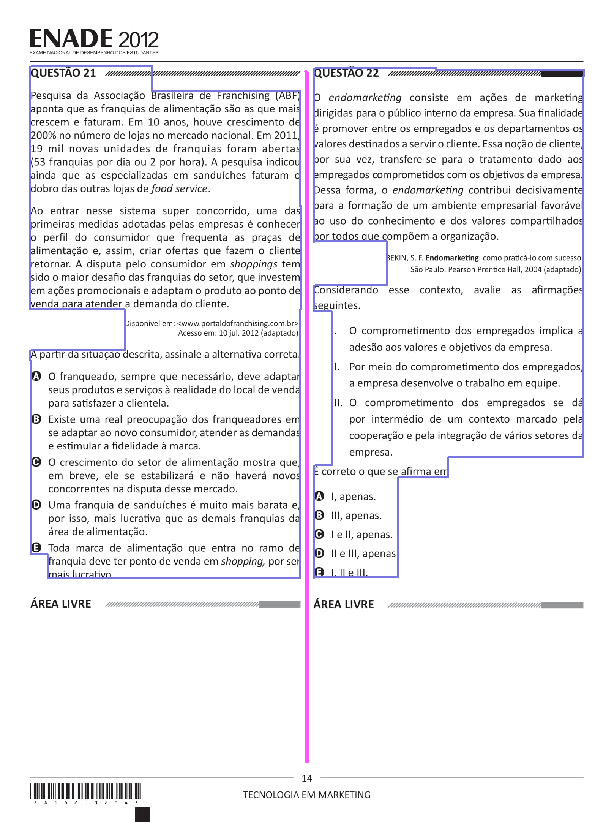 ENADE 2012
EXAME NACIONAL DE DESEMPENHO DOS ESTUDANTES
QUESTÃO 21
Pesquisa da Associação Brasileira de Franchising (ABF)
aponta que as franquias de alimentação são as que mais
crescem e faturam. Em 10 anos, houve crescimento de
200% no número de lojas no mercado nacional. Em 2011,
19 mil novas unidades de franquias foram abertas
(53 franquias por dia ou 2 por hora). A pesquisa indicou
ainda que as especializadas em sanduíches faturam o
dobro das outras lojas de food service.
Ao entrar nesse sistema super concorrido, uma das
primeiras medidas adotadas pelas empresas é conhecer
o perfil do consumidor que frequenta as praças de
alimentação e, assim, criar ofertas que fazem o cliente
retornar. A disputa pelo consumidor em shoppings tem
sido o maior desafio das franquias do setor, que investem
em ações promocionais e adaptam o produto ao ponto de
venda para atender a demanda do cliente.
Disponível em: <www.portaldofranchising.com.br>
Acesso em: 10 jul. 2012 (adaptado)
A partir da situação descrita, assinale a alternativa correta.
A O franqueado, sempre que necessário, deve adaptar
seus produtos e serviços à realidade do local de venda
para satisfazer a clientela.
B Existe uma real preocupação dos franqueadores em
se adaptar ao novo consumidor, atender as demandas
e estimular a fidelidade à marca.
C O crescimento do setor de alimentação mostra que,
em breve, ele se estabilizará e não haverá novos
concorrentes na disputa desse mercado.
D Uma franquia de sanduíches é muito mais barata e,
por isso, mais lucrativa que as demais franquias da
área de alimentação.
E Toda marca de alimentação que entra no ramo de
franquia deve ter ponto de venda em shopping, por ser
mais lucrativo
ÁREA LIVRE
QUESTÃO 22
O endomarketing consiste em ações de marketing
dirigidas para o público interno da empresa. Sua finalidade
é promover entre os empregados e os departamentos os
valores destinados a servir o cliente. Essa noção de cliente,
por sua vez, transfere-se para o tratamento dado aos
empregados comprometidos com os objetivos da empresa.
Dessa forma, o endomarketing contribui decisivamente
para a formação de um ambiente empresarial favorável
ao uso do conhecimento e dos valores compartilhados
por todos que compõem a organização.
BEKIN, S. F. Endomarketing: como praticá-lo com sucesso.
São Paulo: Pearson Prentice Hall, 2004 (adaptado)
Considerando esse contexto, avalie as afirmações
seguintes.
I. O comprometimento dos empregados implica a
adesão aos valores e objetivos da empresa.
II. Por meio do comprometimento dos empregados,
a empresa desenvolve o trabalho em equipe.
III. O comprometimento dos empregados se dá
por intermédio de um contexto marcado pela
cooperação e pela integração de vários setores da
empresa.
É correto o que se afirma em
A I, apenas.
B III, apenas.
C I e II, apenas.
D II e III, apenas
E I, II e III.
ÁREA LIVRE
14
TECNOLOGIA EM MARKETING